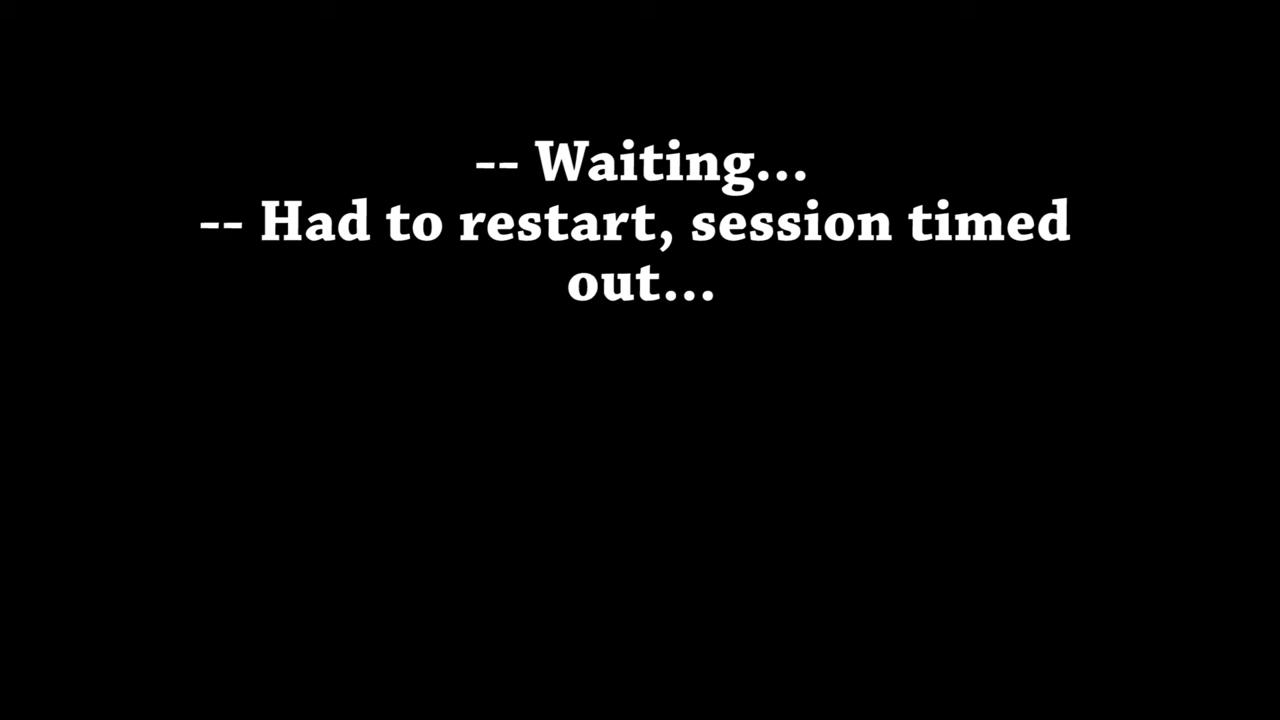 -- Waiting...
-- Had to restart, session timed
out...